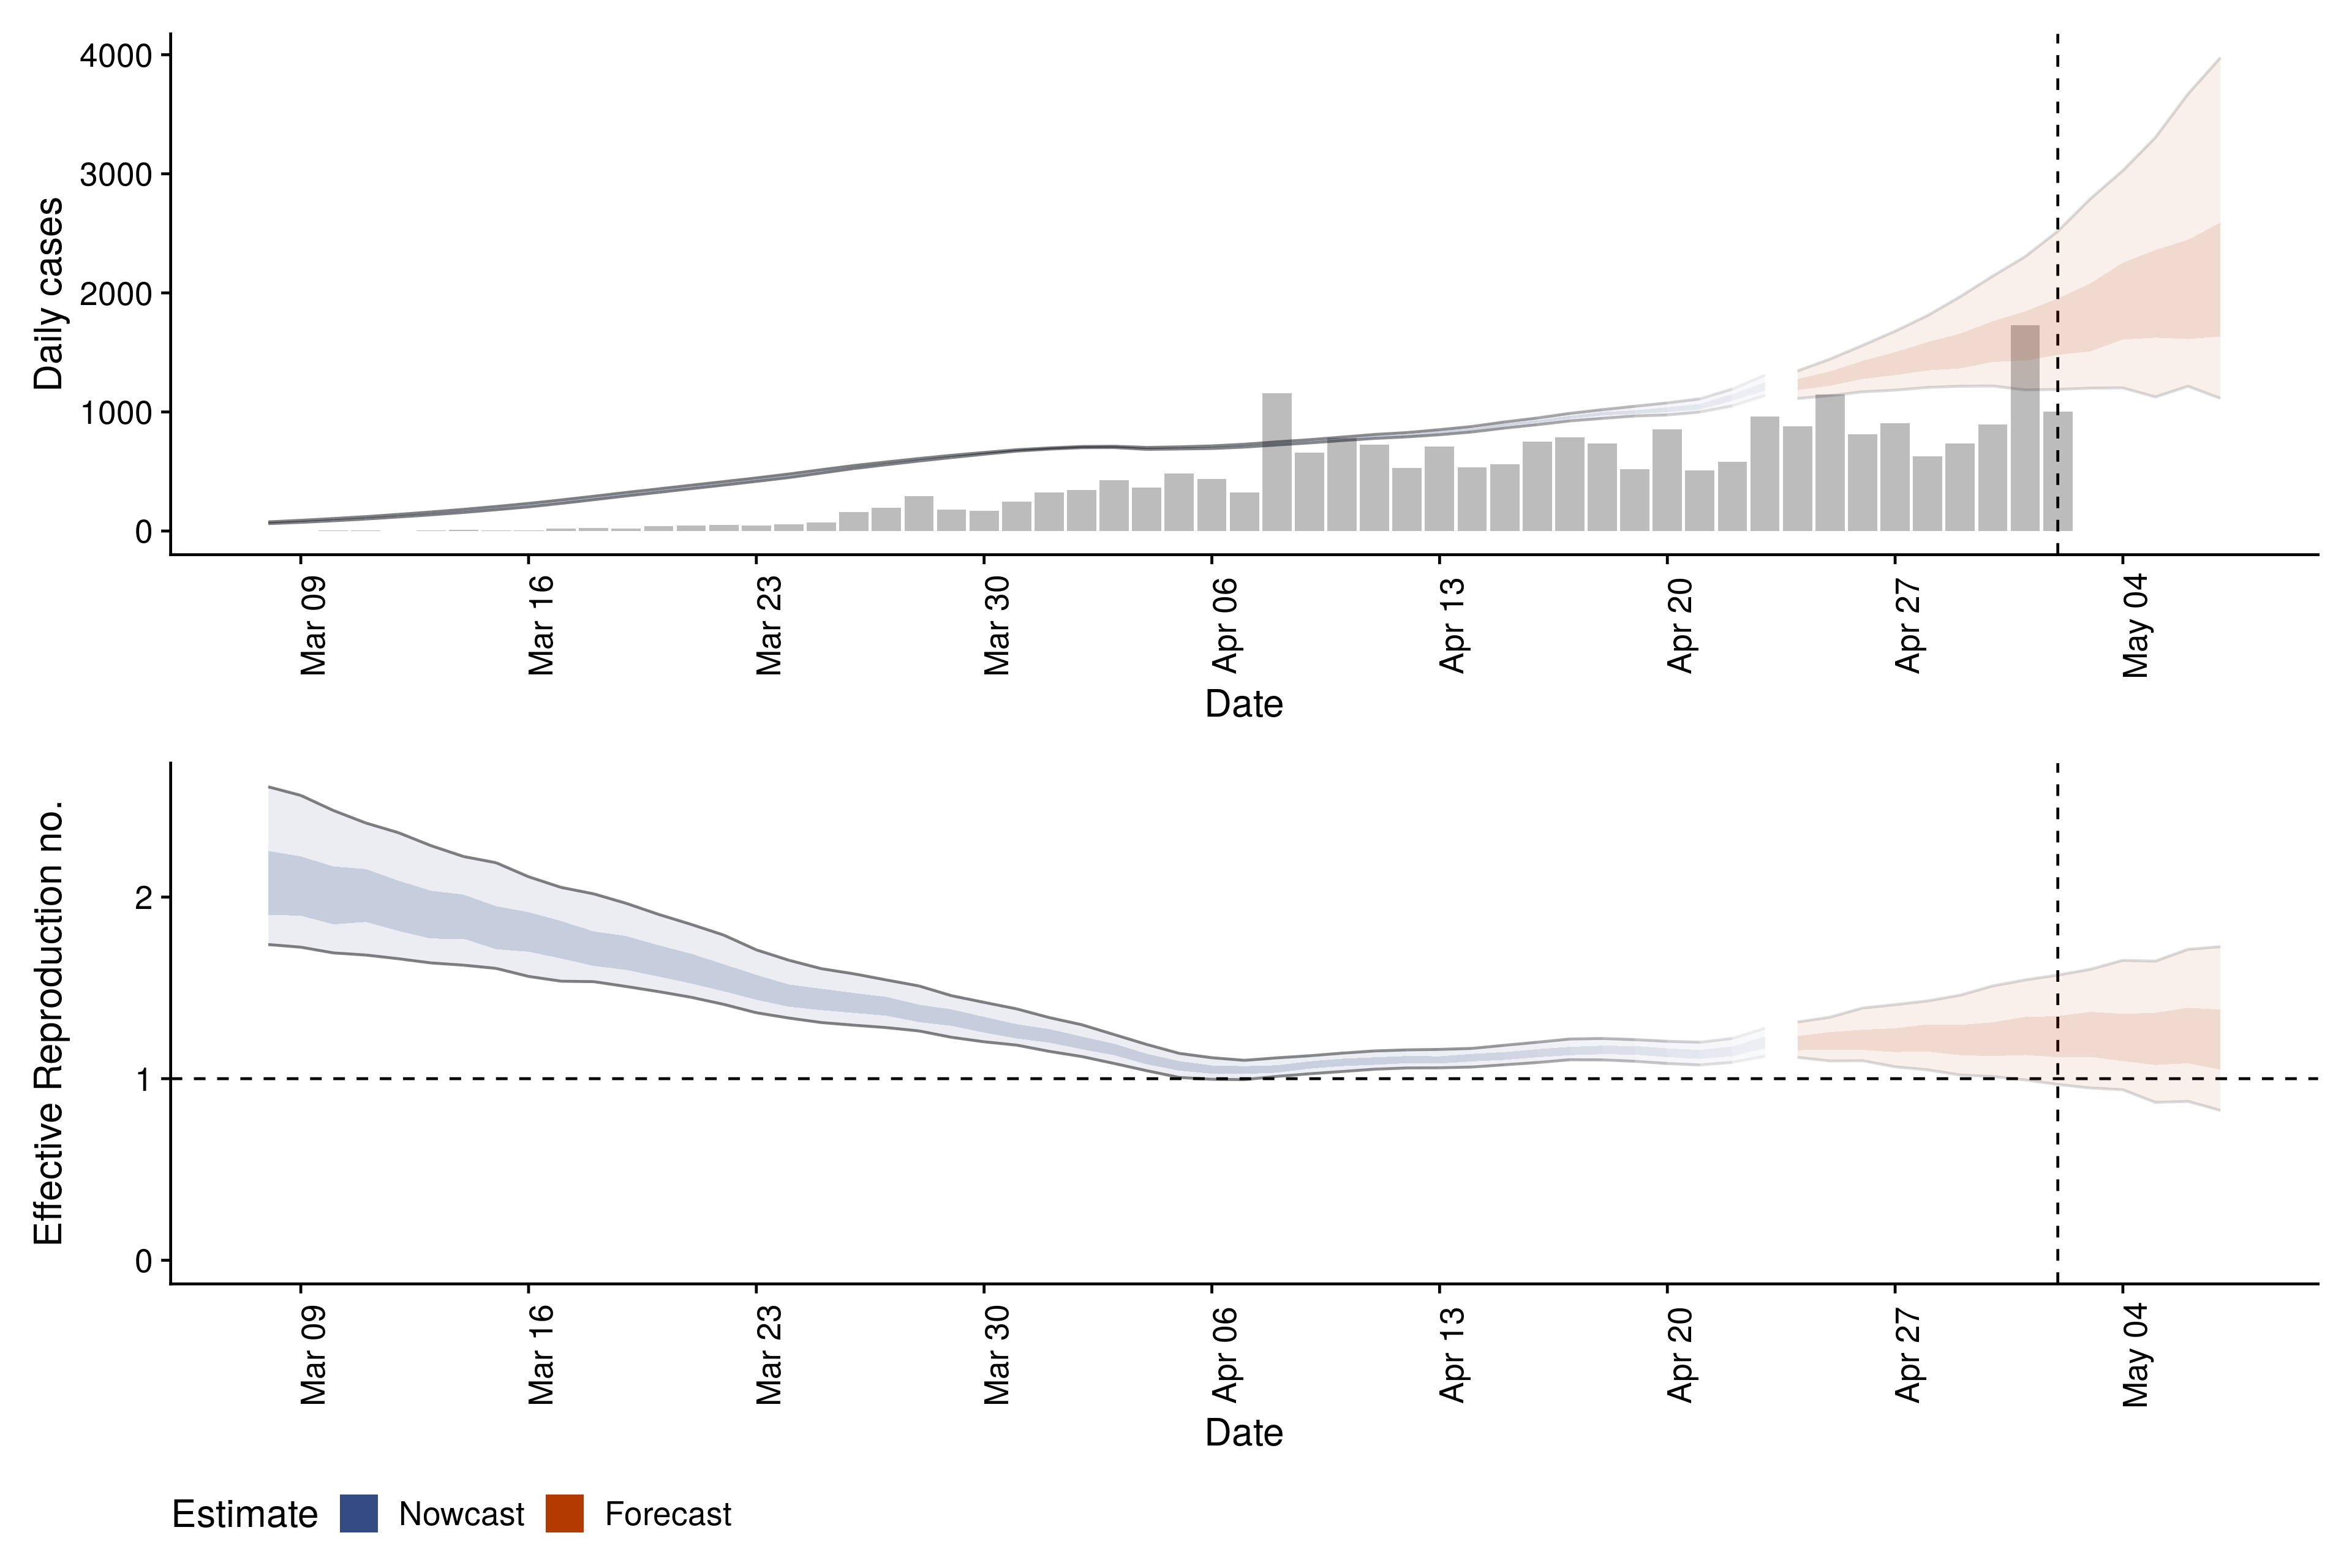 Daily cases
4000
3000
2000
1000
0
Mar 09
Mar 16
Mar 23
Mar 30
Apr 06
Apr 13
Apr 20
Apr 27
May 04
Date
Effective Reproduction no.
2
1
0
Mar 09
Mar 16
Mar 23
Mar 30
Apr 06
Apr 13
Apr 20
Apr 27
May 04
Date
Estimate Nowcast Forecast